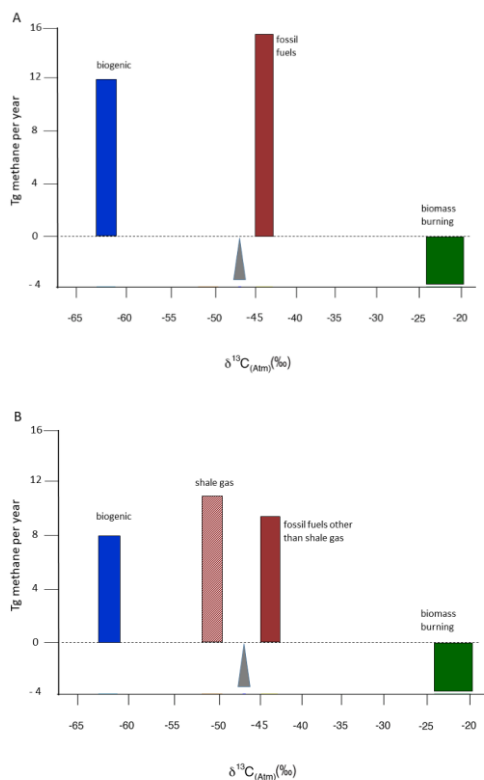 A
16
biogenic
fossil
fuels
12
8
4
0
- 4
Tg methane per year
biomass
burning
-65 -60 -55 -50 -45 -40 -35 -30 -25 -20
δ¹³C(Atm)(‰)
B
16
shale gas
12
biogenic
fossil fuels other
than shale gas
8
4
0
- 4
Tg methane per year
biomass
burning
-65 -60 -55 -50 -45 -40 -35 -30 -25 -20
δ¹³C(Atm)(‰)